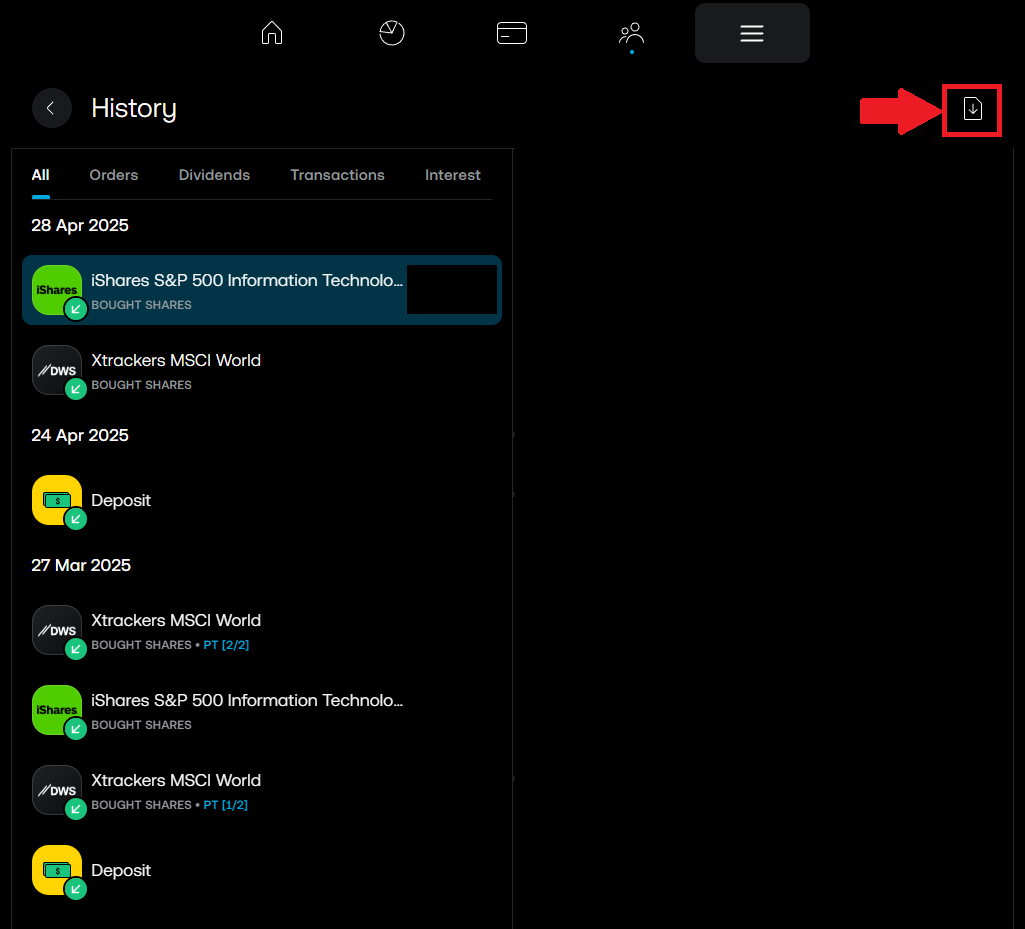 History
All Orders Dividends Transactions Interest
28 Apr 2025
iShares
iShares S&P 500 Information Technolo...
BOUGHT SHARES
DWS
Xtrackers MSCI World
BOUGHT SHARES
24 Apr 2025
$
Deposit
27 Mar 2025
DWS
Xtrackers MSCI World
BOUGHT SHARES • PT [2/2]
iShares
iShares S&P 500 Information Technolo...
BOUGHT SHARES
DWS
Xtrackers MSCI World
BOUGHT SHARES • PT [1/2]
$
Deposit